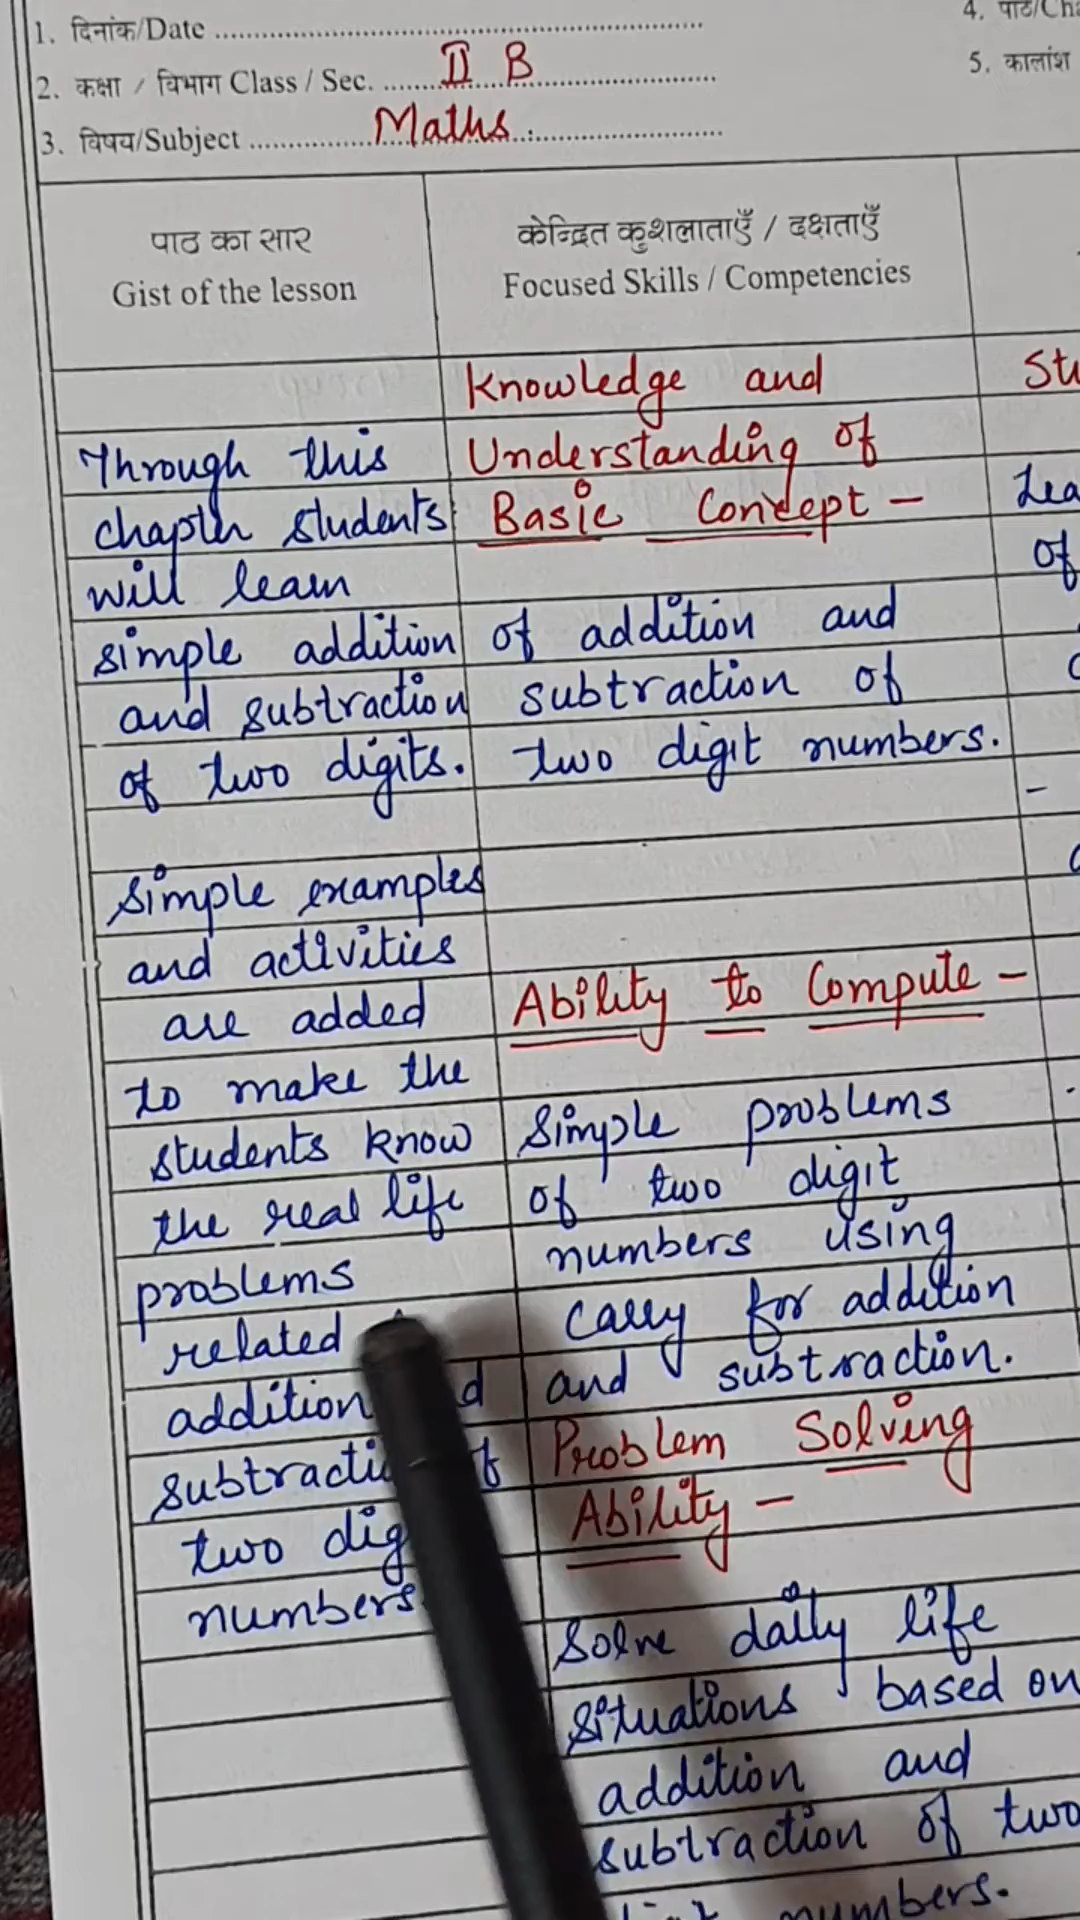 1. दिनांक/Date
2. कक्षा / विभाग Class / Sec. II B
3. विषय/Subject Maths
4. पाठ/Cha
5. कालांश
पाठ का सार
Gist of the lesson
Through this
chapter students
will learn
simple addition
and subtraction
of two digits.
Simple examples
and activities
are added
to make the
students know
the real life
problems
related
addition
subtracti
two dig
numbers
केन्द्रित कुशलाताएँ / दक्षताएँ
Focused Skills / Competencies
Knowledge and
Understanding of
Basic Concept -
of addition and
subtraction of
two digit numbers.
Ability to Compute -
Simple problems
of two digit
numbers using
carry for addition
and subtraction.
Problem Solving
Ability -
Solve daily life
situations based on
addition and
subtraction of two
numbers.
Stu
Lea
of